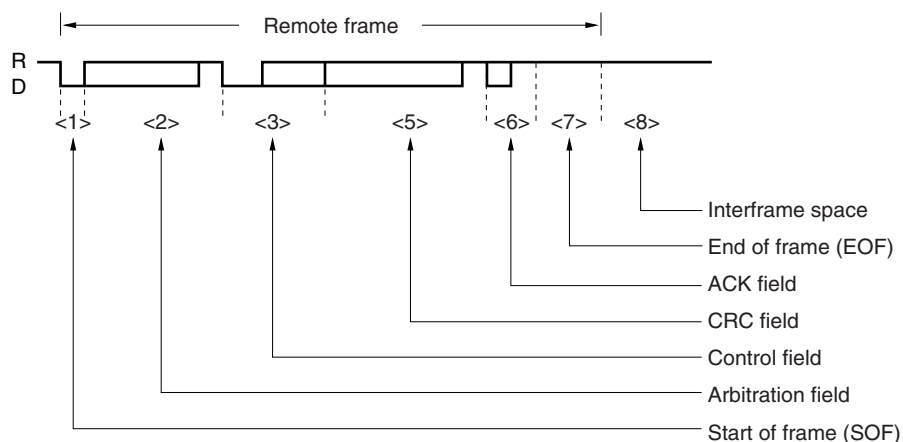 Remote frame
R
D
<1> <2> <3> <5> <6> <7> <8>
Interframe space
End of frame (EOF)
ACK field
CRC field
Control field
Arbitration field
Start of frame (SOF)